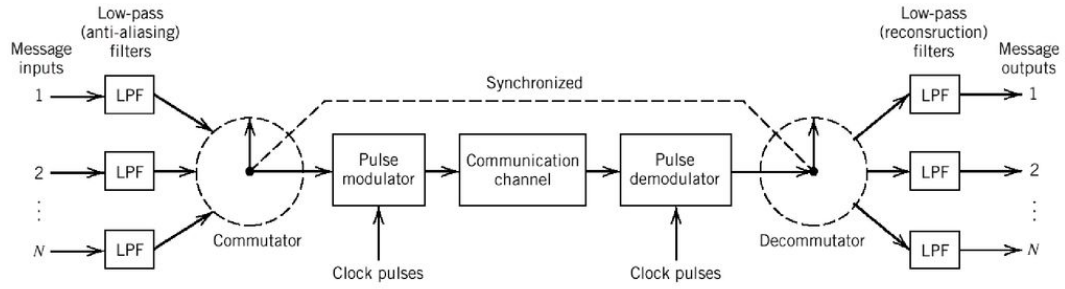 Low-pass
(anti-aliasing)
filters
Message
inputs
1
LPF
2
LPF
⋮
N
LPF
Commutator
Synchronized
Pulse
modulator
Clock pulses
Communication
channel
Pulse
demodulator
Clock pulses
Decommutator
Low-pass
(reconsruction)
filters
Message
outputs
LPF
1
LPF
2
⋮
LPF
N